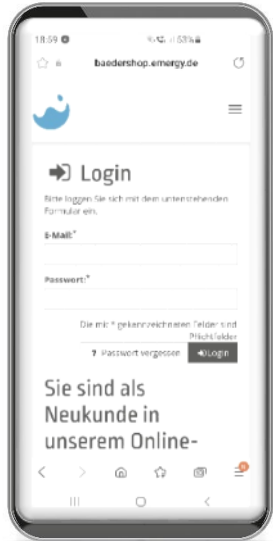 18:59
53%
baedershop.emergy.de
Login
Bitte loggen Sie sich mit dem untenstehenden
Formular ein.
E-Mail:*
Passwort:*
Die mit * gekennzeichneten Felder sind
Pflichtfelder
? Passwort vergessen
Login
Sie sind als
Neukunde in
unserem Online-